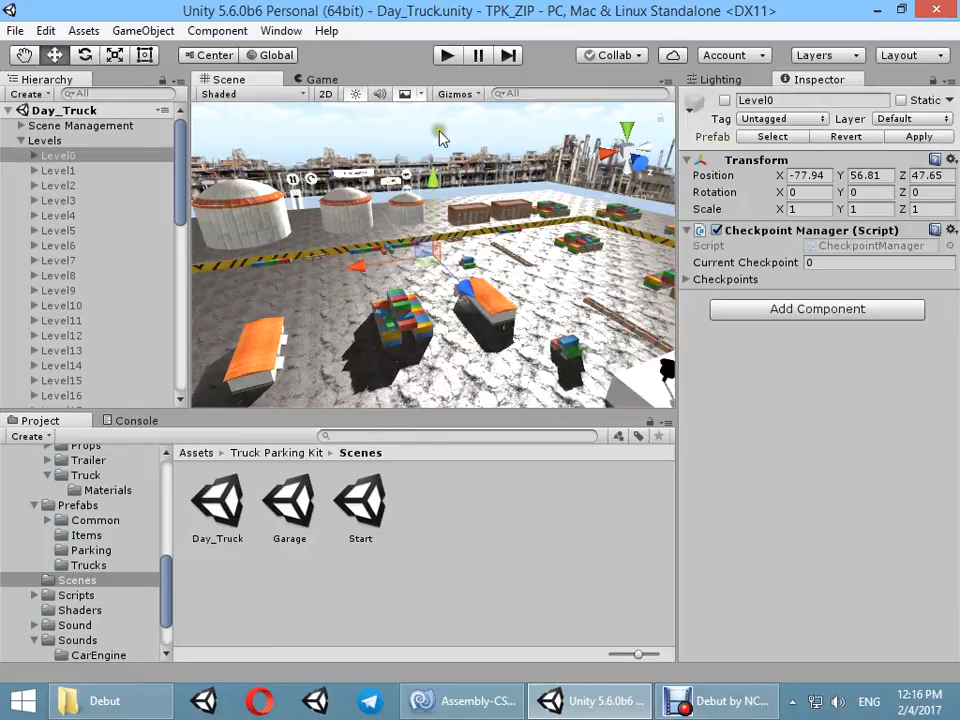 Unity 5.6.0b6 Personal (64bit) - Day_Truck.unity - TPK_ZIP - PC, Mac & Linux Standalone <DX11>
File Edit Assets GameObject Component Window Help
Center Global Collab Account Layers Layout
Hierarchy
Create All
Day_Truck
Scene Management
Levels
Level0
Level1
Level2
Level3
Level4
Level5
Level6
Level7
Level8
Level9
Level10
Level11
Level12
Level13
Level14
Level15
Level16
Scene Game
Shaded 2D Gizmos All
Lighting Inspector
Level0 Static
Tag Untagged Layer Default
Prefab Select Revert Apply
Transform
Position X -77.94 Y 56.81 Z 47.65
Rotation X 0 Y 0 Z 0
Scale X 1 Y 1 Z 1
Checkpoint Manager (Script)
Script CheckpointManager
Current Checkpoint 0
Checkpoints
Add Component
Project Console
Create
Props
Trailer
Truck
Materials
Prefabs
Common
Items
Parking
Trucks
Scenes
Scripts
Shaders
Sound
Sounds
CarEngine
Assets Truck Parking Kit Scenes
Day_Truck Garage Start
Debut Assembly-CS... Unity 5.6.0b6 ... Debut by NC... ENG 12:16 PM
2/4/2017